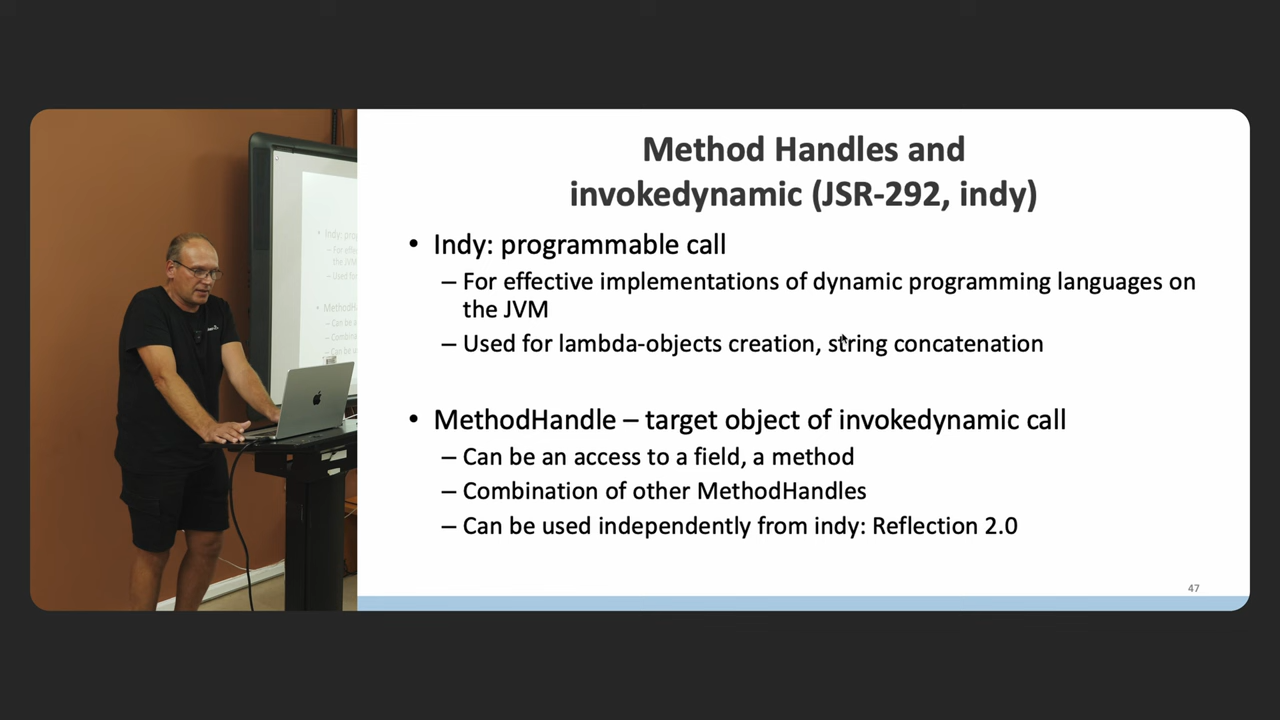 Method Handles and
invokedynamic (JSR-292, indy)
• Indy: programmable call
– For effective implementations of dynamic programming languages on
the JVM
– Used for lambda-objects creation, string concatenation
• MethodHandle – target object of invokedynamic call
– Can be an access to a field, a method
– Combination of other MethodHandles
– Can be used independently from indy: Reflection 2.0
47